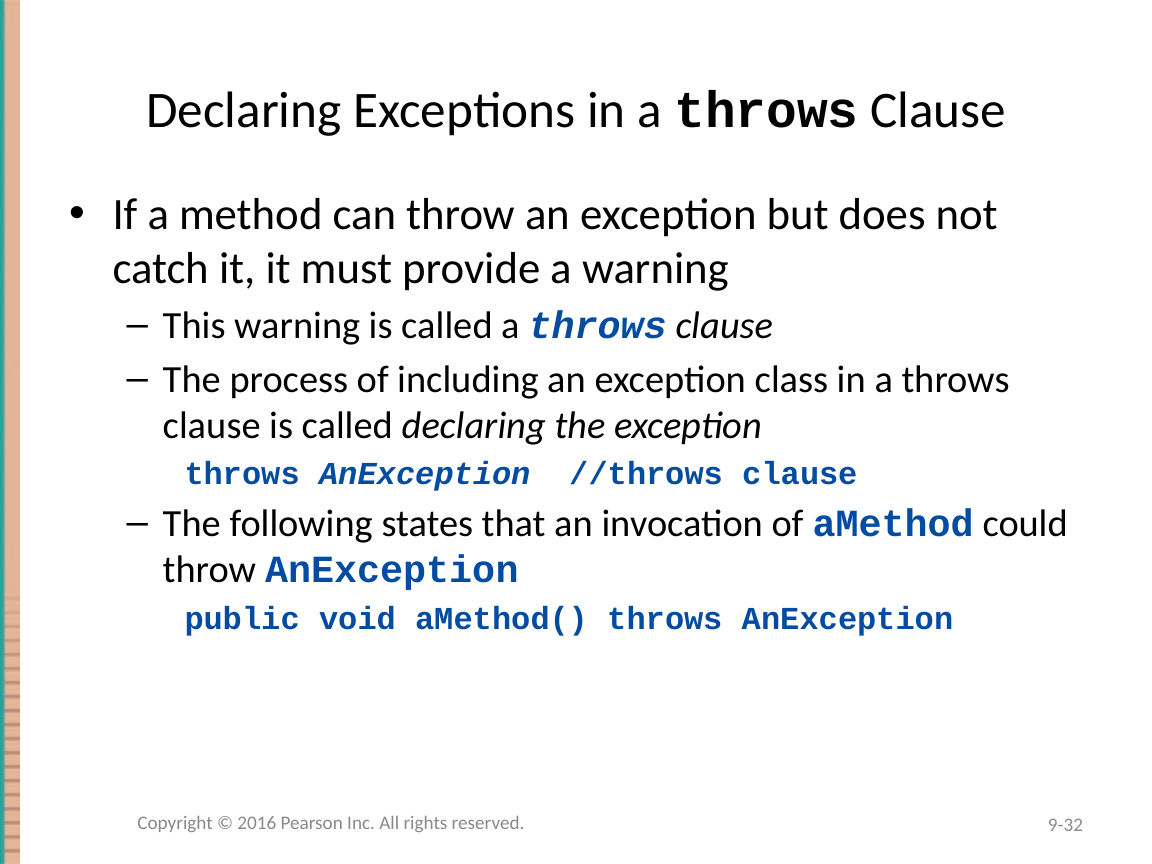 Declaring Exceptions in a throws Clause
• If a method can throw an exception but does not
catch it, it must provide a warning
– This warning is called a throws clause
– The process of including an exception class in a throws
clause is called declaring the exception
throws AnException  //throws clause
– The following states that an invocation of aMethod could
throw AnException
public void aMethod() throws AnException
Copyright © 2016 Pearson Inc. All rights reserved.
9-32